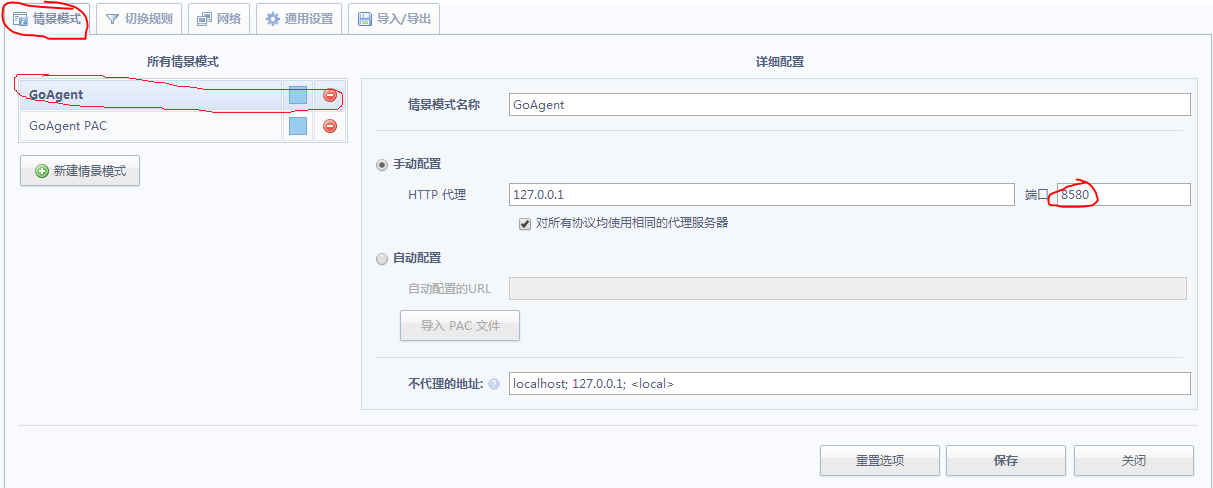 情景模式 切换规则 网络 通用设置 导入/导出
所有情景模式 详细配置
GoAgent
GoAgent PAC
新建情景模式
情景模式名称 GoAgent
手动配置
HTTP 代理 127.0.0.1 端口 8580
对所有协议均使用相同的代理服务器
自动配置
自动配置的URL
导入 PAC 文件
不代理的地址: ? localhost; 127.0.0.1; <local>
重置选项 保存 关闭